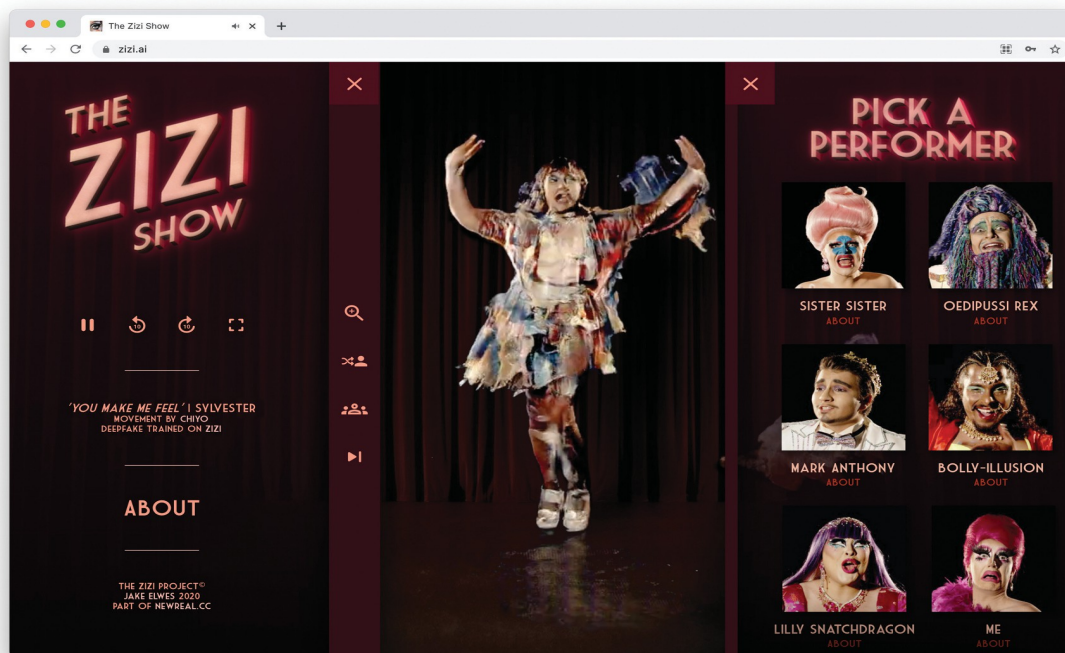 The Zizi Show
zizi.ai
THE
ZIZI
SHOW
10
10
'YOU MAKE ME FEEL' | SYLVESTER
MOVEMENT BY CHIYO
DEEPFAKE TRAINED ON ZIZI
ABOUT
THE ZIZI PROJECT©
JAKE ELWES 2020
PART OF NEWREAL.CC
PICK A
PERFORMER
SISTER SISTER
ABOUT
OEDIPUSSI REX
ABOUT
MARK ANTHONY
ABOUT
BOLLY-ILLUSION
ABOUT
LILLY SNATCHDRAGON
ABOUT
ME
ABOUT